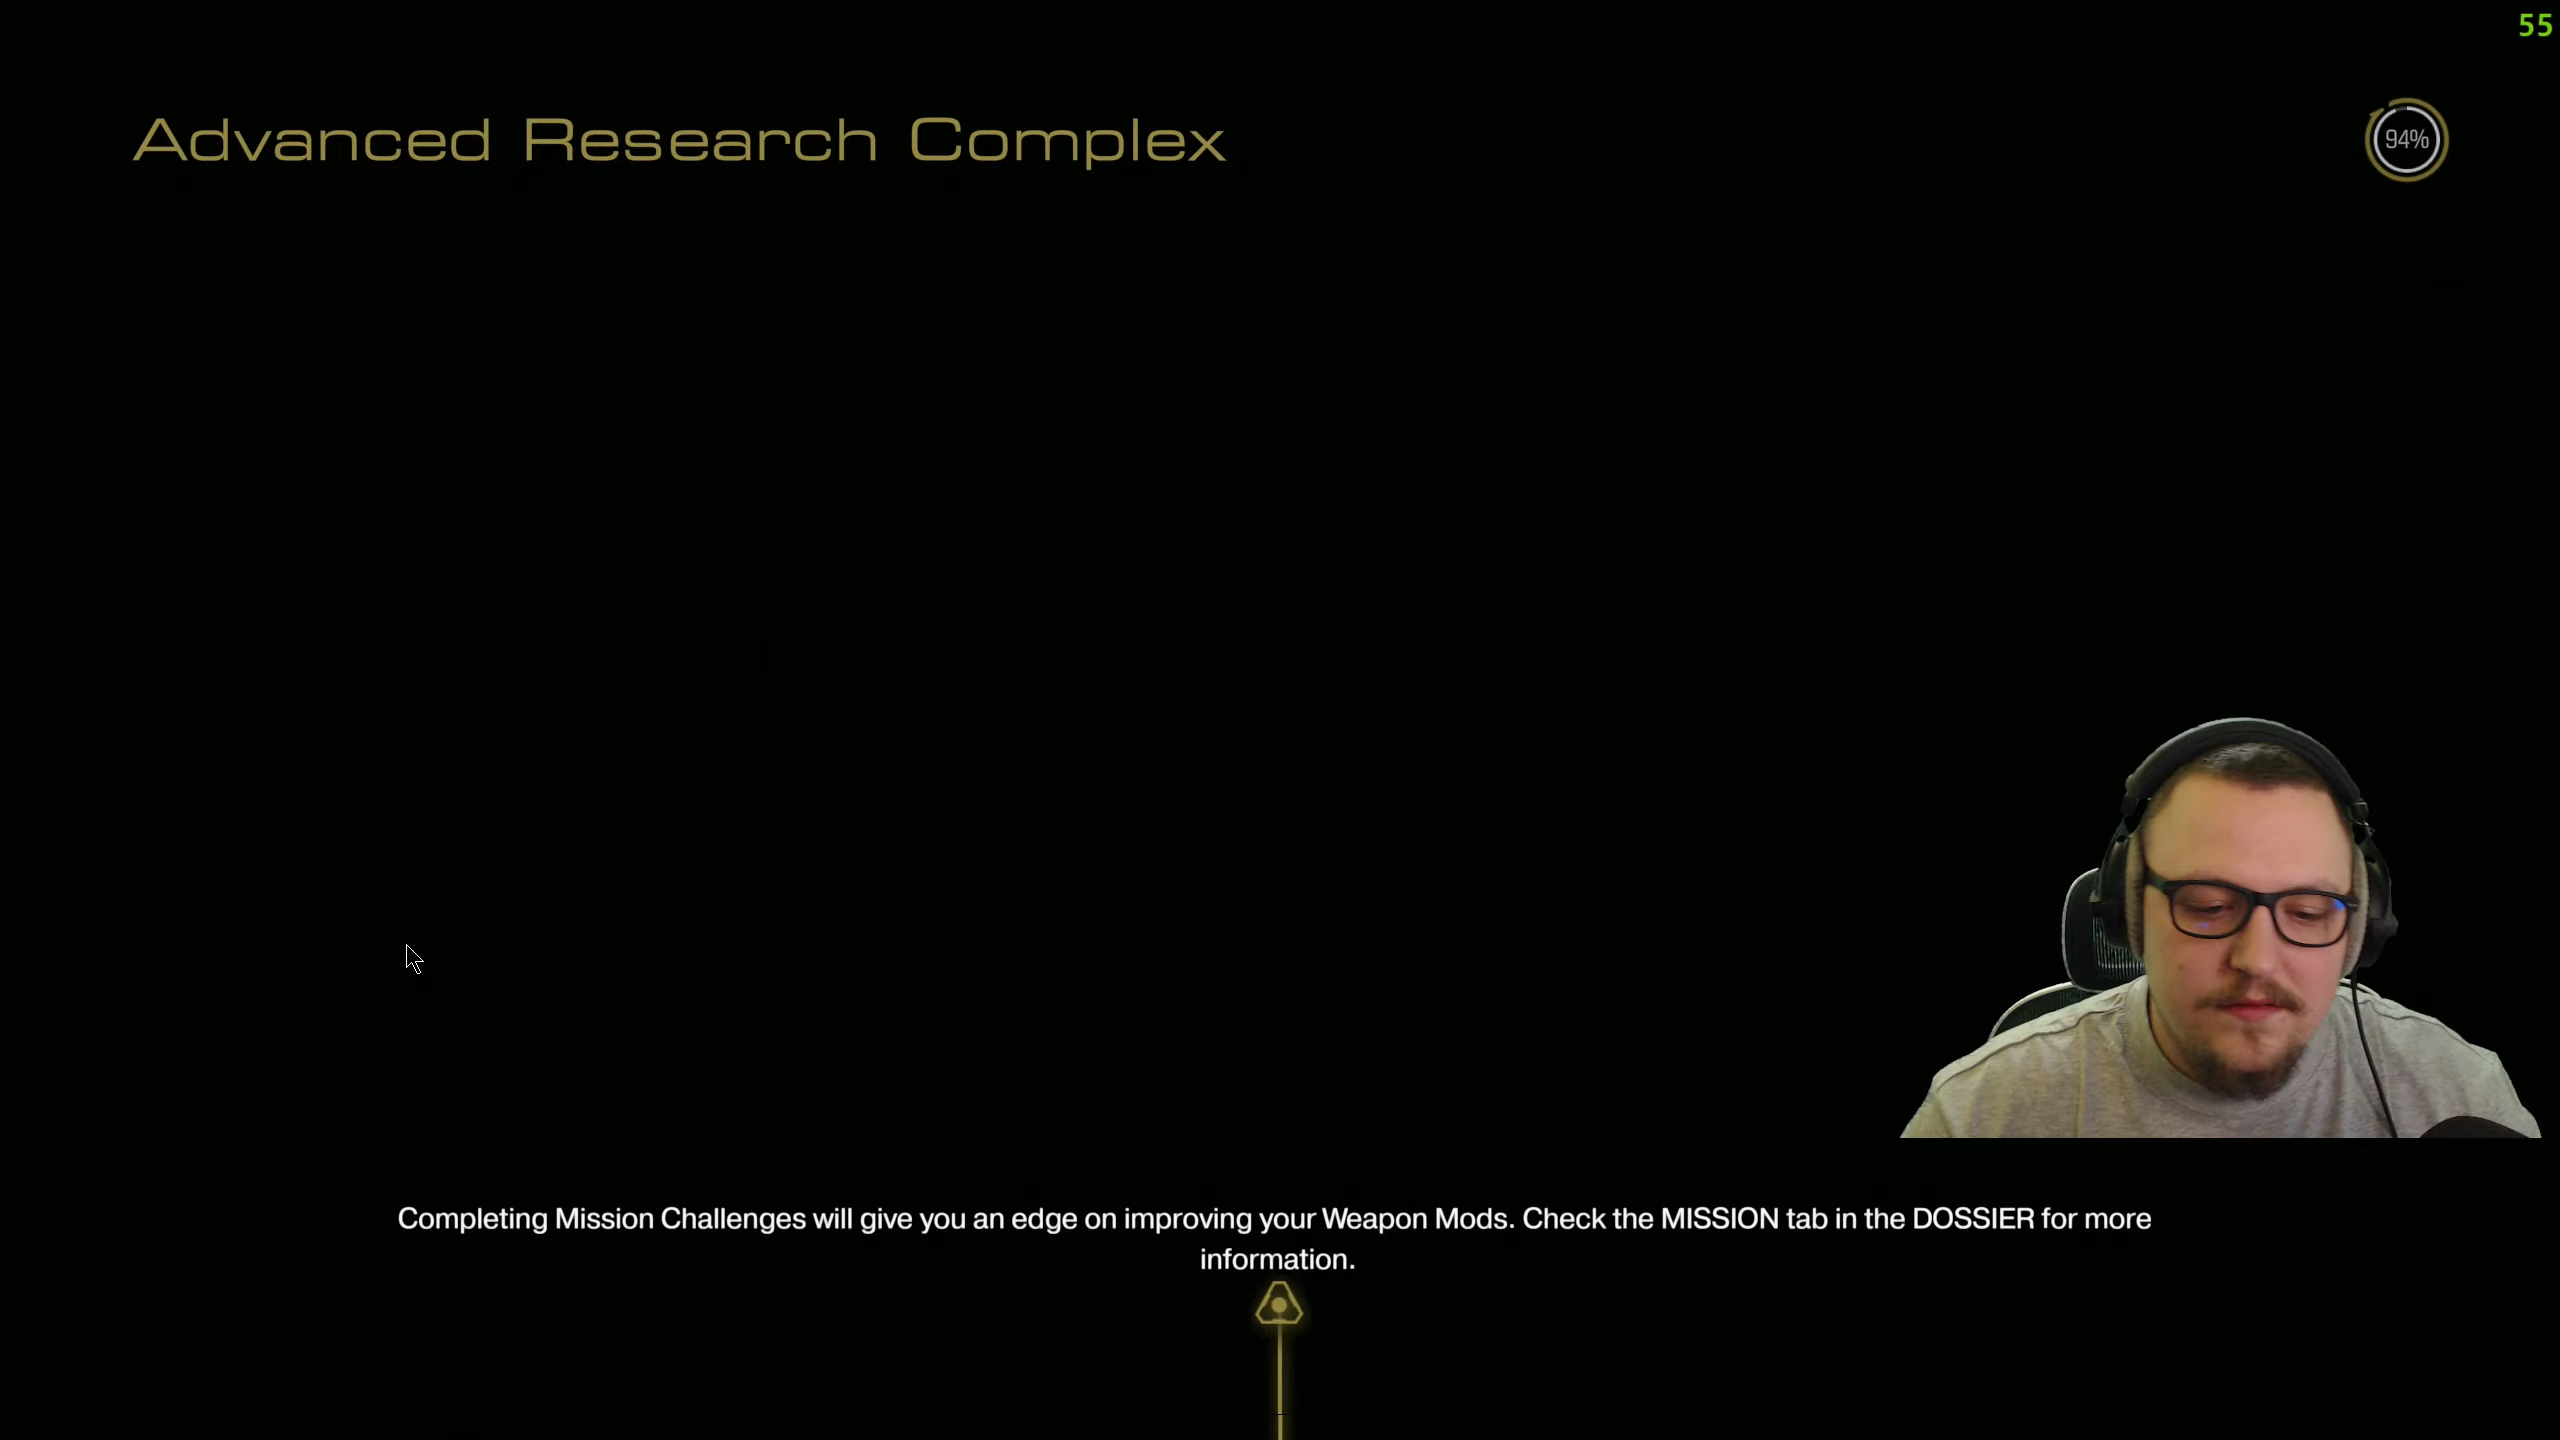 55
Advanced Research Complex
94%
Completing Mission Challenges will give you an edge on improving your Weapon Mods. Check the MISSION tab in the DOSSIER for more
information.